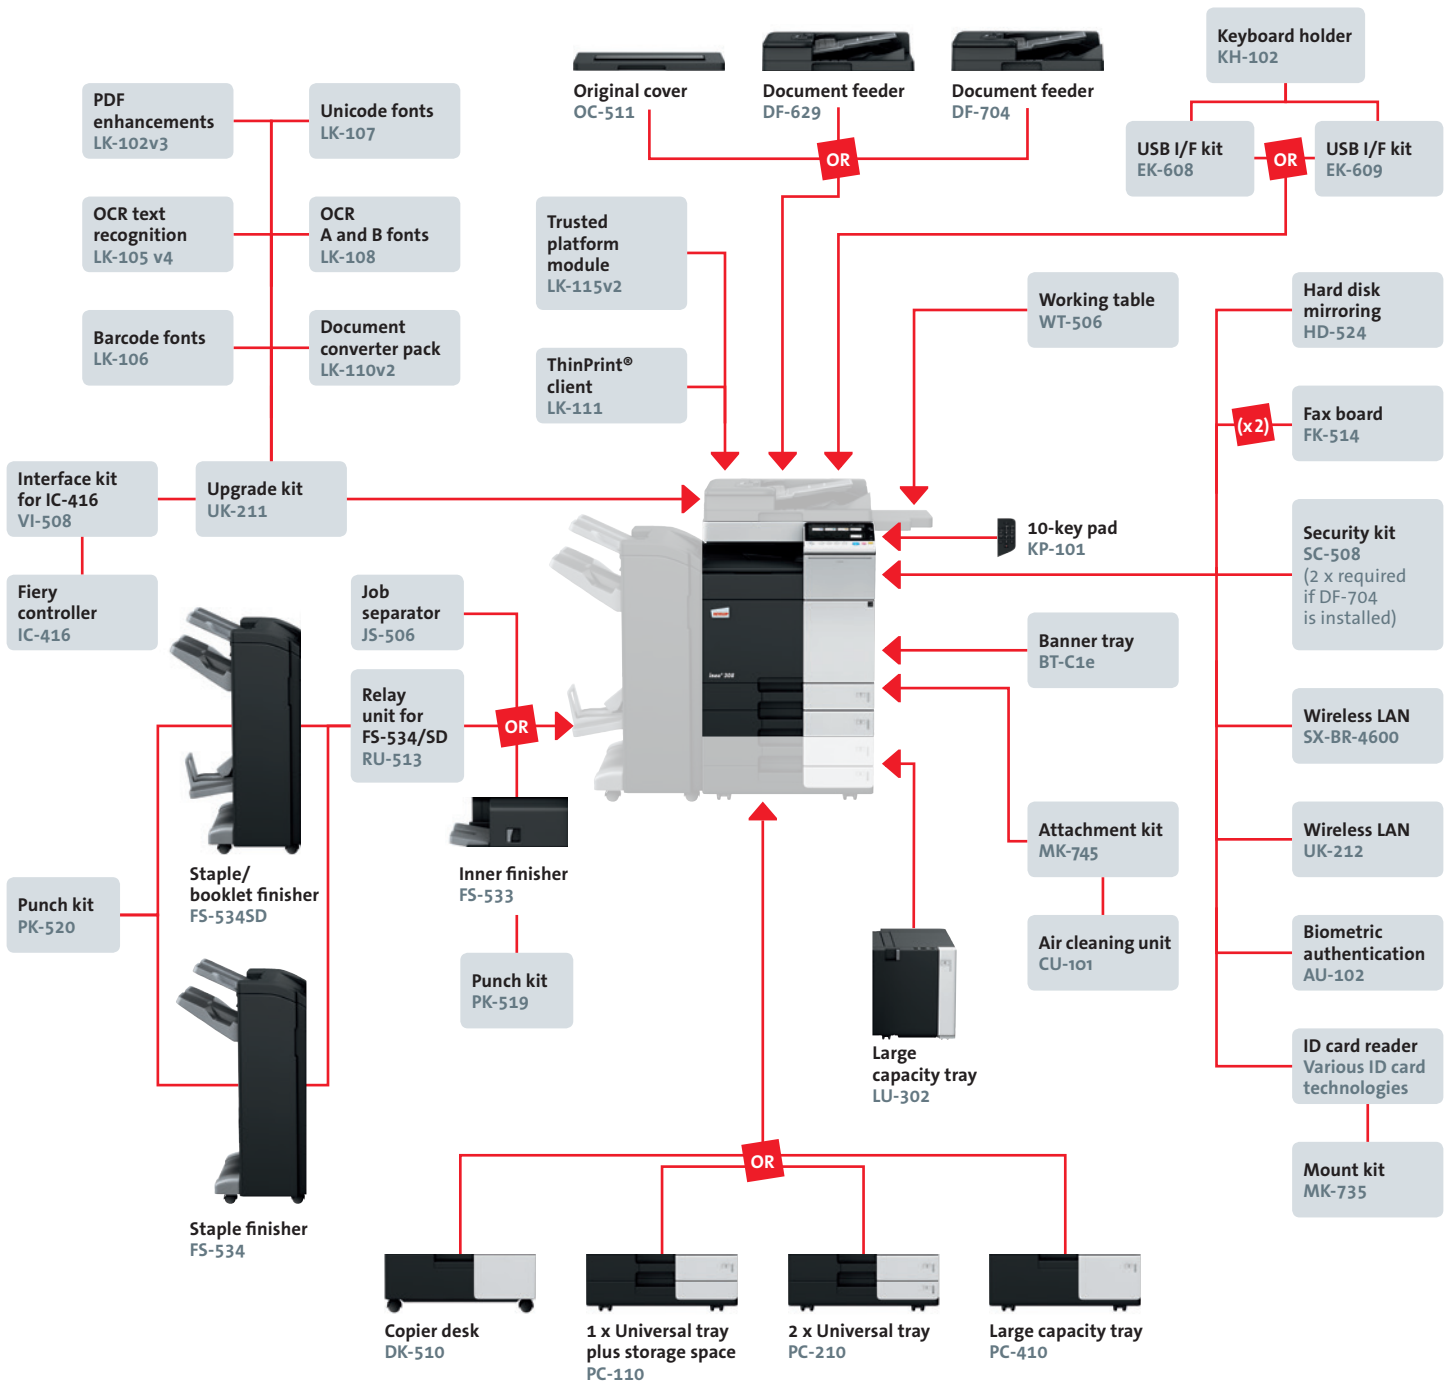 Original cover
OC-511
Document feeder
DF-629
Document feeder
DF-704
Keyboard holder
KH-102
PDF
enhancements
LK-102v3
Unicode fonts
LK-107
OR
USB I/F kit
EK-608
OR
USB I/F kit
EK-609
OCR text
recognition
LK-105 v4
OCR
A and B fonts
LK-108
Trusted
platform
module
LK-115v2
Working table
WT-506
Hard disk
mirroring
HD-524
Barcode fonts
LK-106
Document
converter pack
LK-110v2
ThinPrint®
client
LK-111
(x2)
Fax board
FK-514
Interface kit
for IC-416
VI-508
Upgrade kit
UK-211
10-key pad
KP-101
Security kit
SC-508
(2 x required
if DF-704
is installed)
Fiery
controller
IC-416
Job
separator
JS-506
Banner tray
BT-C1e
Relay
unit for
FS-534/SD
RU-513
OR
Wireless LAN
SX-BR-4600
Attachment kit
MK-745
Wireless LAN
UK-212
Staple/
booklet finisher
FS-534SD
Inner finisher
FS-533
Punch kit
PK-520
Air cleaning unit
CU-101
Biometric
authentication
AU-102
Punch kit
PK-519
Large
capacity tray
LU-302
ID card reader
Various ID card
technologies
OR
Mount kit
MK-735
Staple finisher
FS-534
Copier desk
DK-510
1 x Universal tray
plus storage space
PC-110
2 x Universal tray
PC-210
Large capacity tray
PC-410